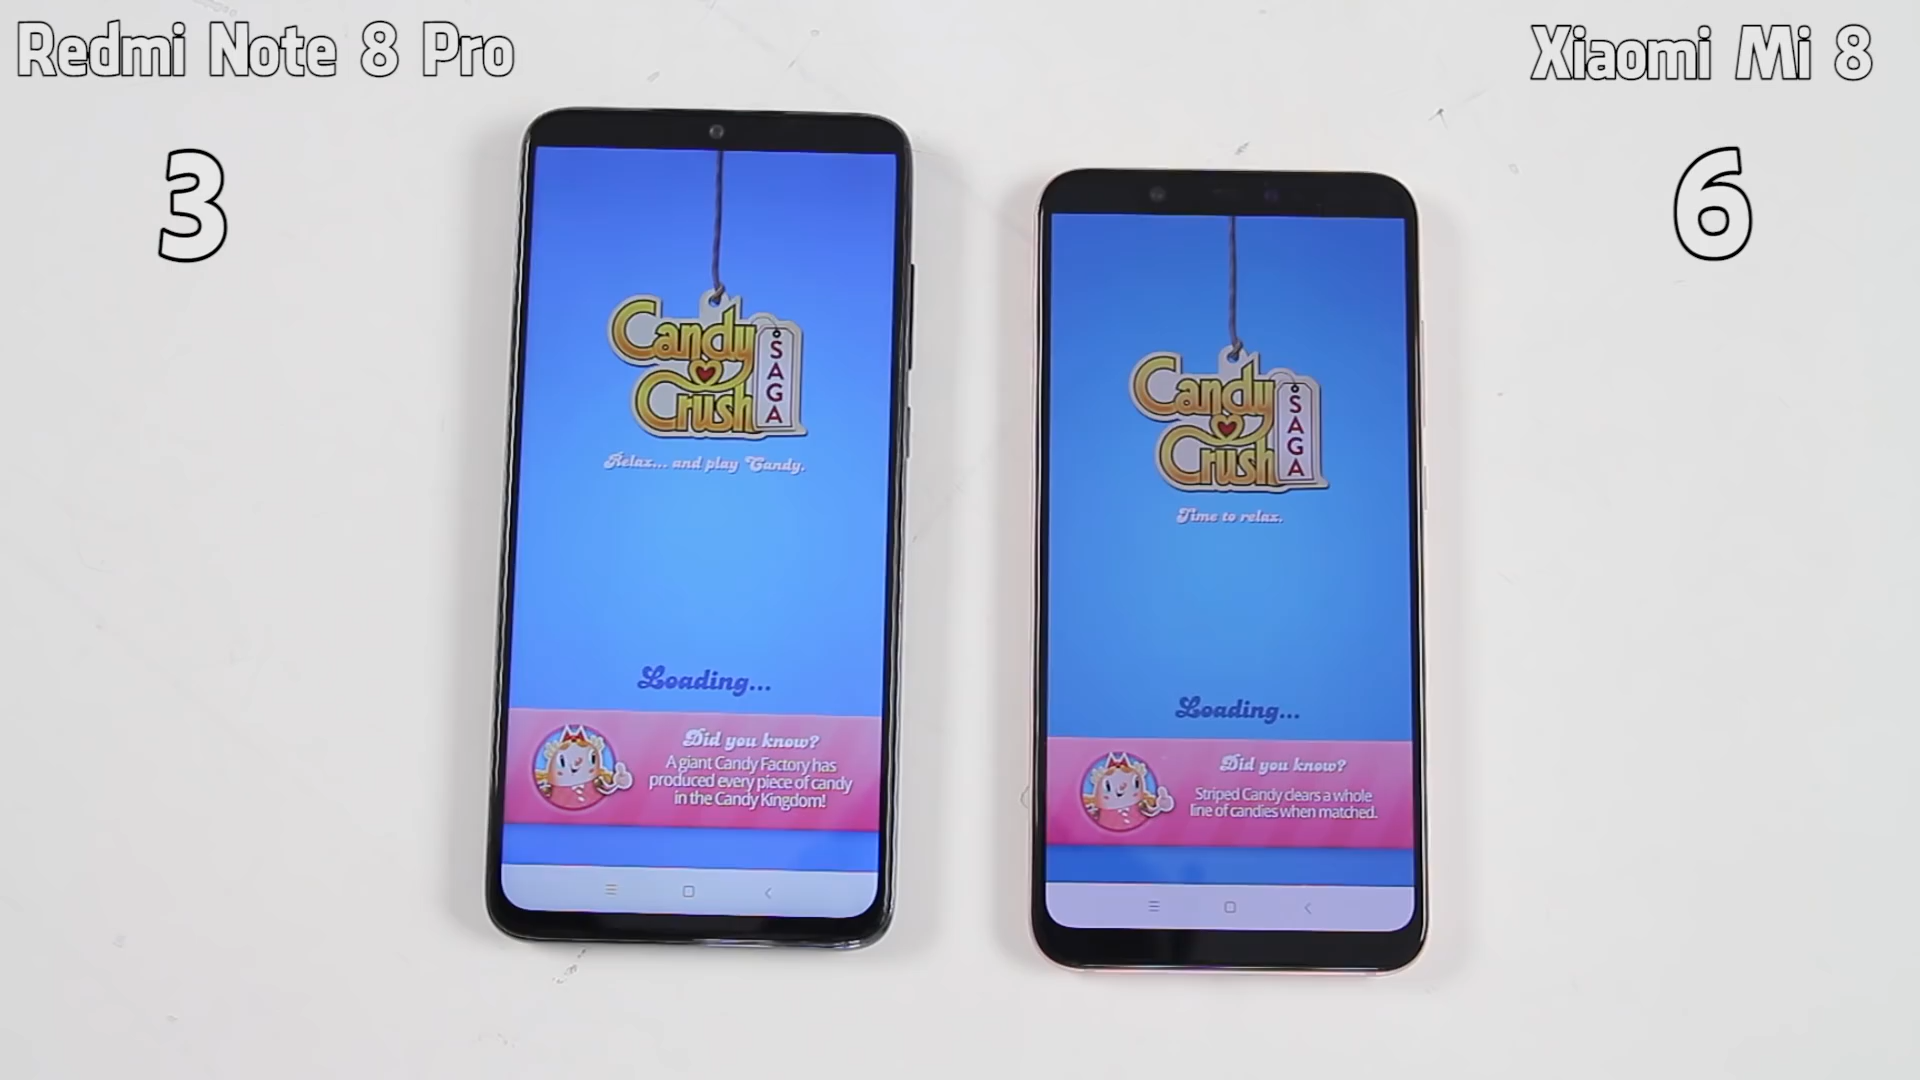 Redmi Note 8 Pro
3
Xiaomi Mi 8
6
Candy
Crush
SAGA
Relax... and play Candy.
Loading...
Did you know?
A giant Candy Factory has
produced every piece of candy
in the Candy Kingdom!
Candy
Crush
SAGA
Time to relax.
Loading...
Did you know?
Striped Candy clears a whole
line of candies when matched.